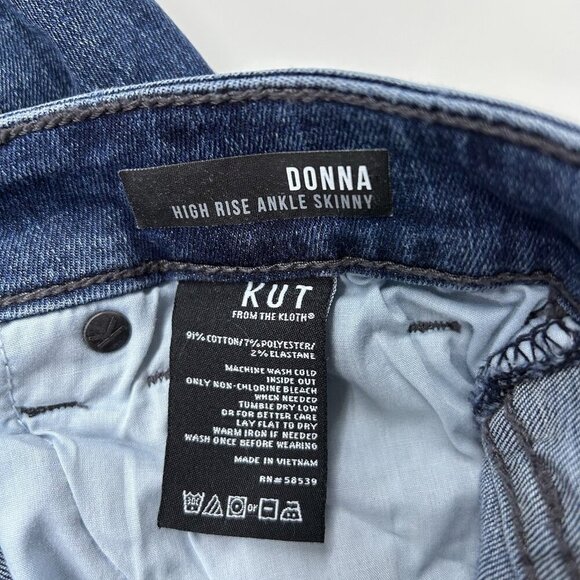 DONNA
HIGH RISE ANKLE SKINNY
KUT
FROM THE KLOTH®
91% COTTON/7% POLYESTER/
2% ELASTANE
MACHINE WASH COLD
INSIDE OUT
ONLY NON-CHLORINE BLEACH
WHEN NEEDED
TUMBLE DRY LOW
OR FOR BETTER CARE
LAY FLAT TO DRY
WARM IRON IF NEEDED
WASH ONCE BEFORE WEARING
MADE IN VIETNAM
RN# 58539
30C or